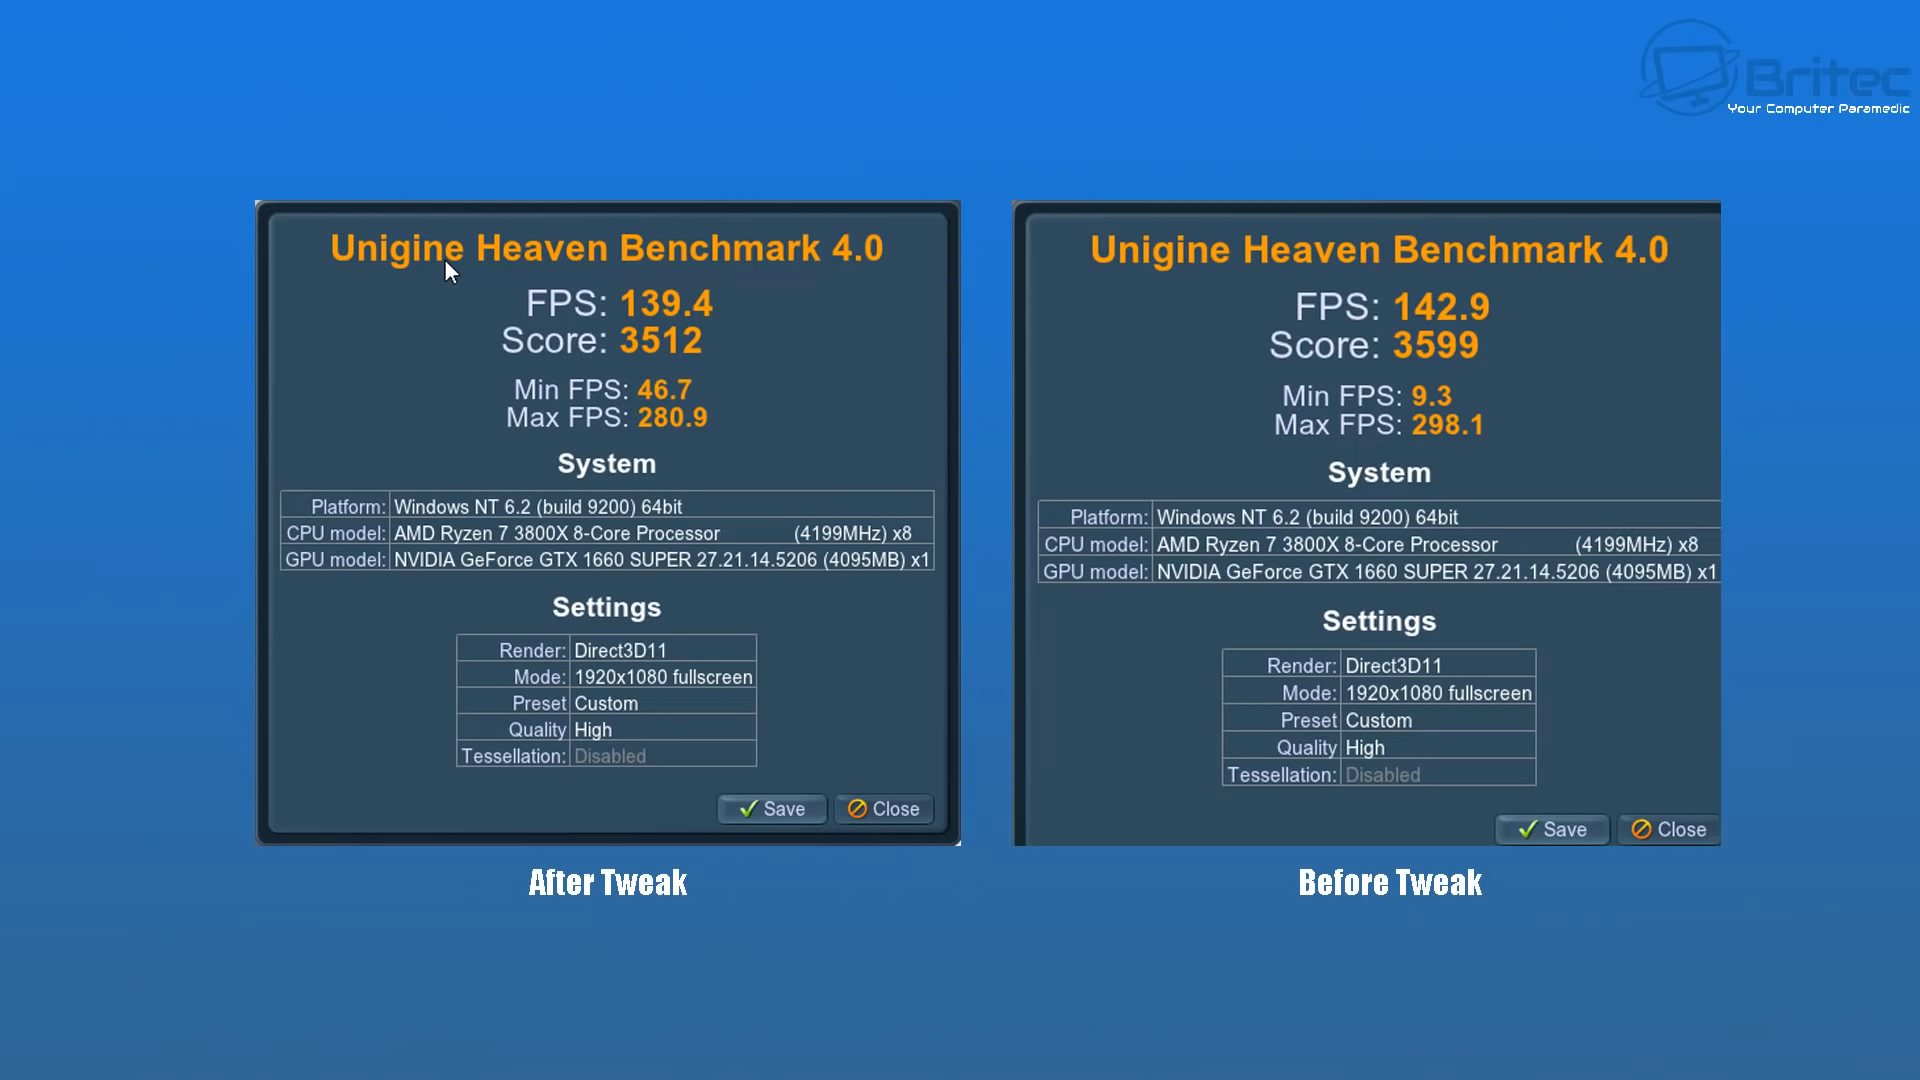 Britec
Your Computer Paramedic
Unigine Heaven Benchmark 4.0
FPS: 139.4
Score: 3512
Min FPS: 46.7
Max FPS: 280.9
System
Platform: Windows NT 6.2 (build 9200) 64bit
CPU model: AMD Ryzen 7 3800X 8-Core Processor (4199MHz) x8
GPU model: NVIDIA GeForce GTX 1660 SUPER 27.21.14.5206 (4095MB) x1
Settings
Render: Direct3D11
Mode: 1920x1080 fullscreen
Preset Custom
Quality High
Tessellation: Disabled
Save Close
After Tweak
Unigine Heaven Benchmark 4.0
FPS: 142.9
Score: 3599
Min FPS: 9.3
Max FPS: 298.1
System
Platform: Windows NT 6.2 (build 9200) 64bit
CPU model: AMD Ryzen 7 3800X 8-Core Processor (4199MHz) x8
GPU model: NVIDIA GeForce GTX 1660 SUPER 27.21.14.5206 (4095MB) x1
Settings
Render: Direct3D11
Mode: 1920x1080 fullscreen
Preset Custom
Quality High
Tessellation: Disabled
Save Close
Before Tweak